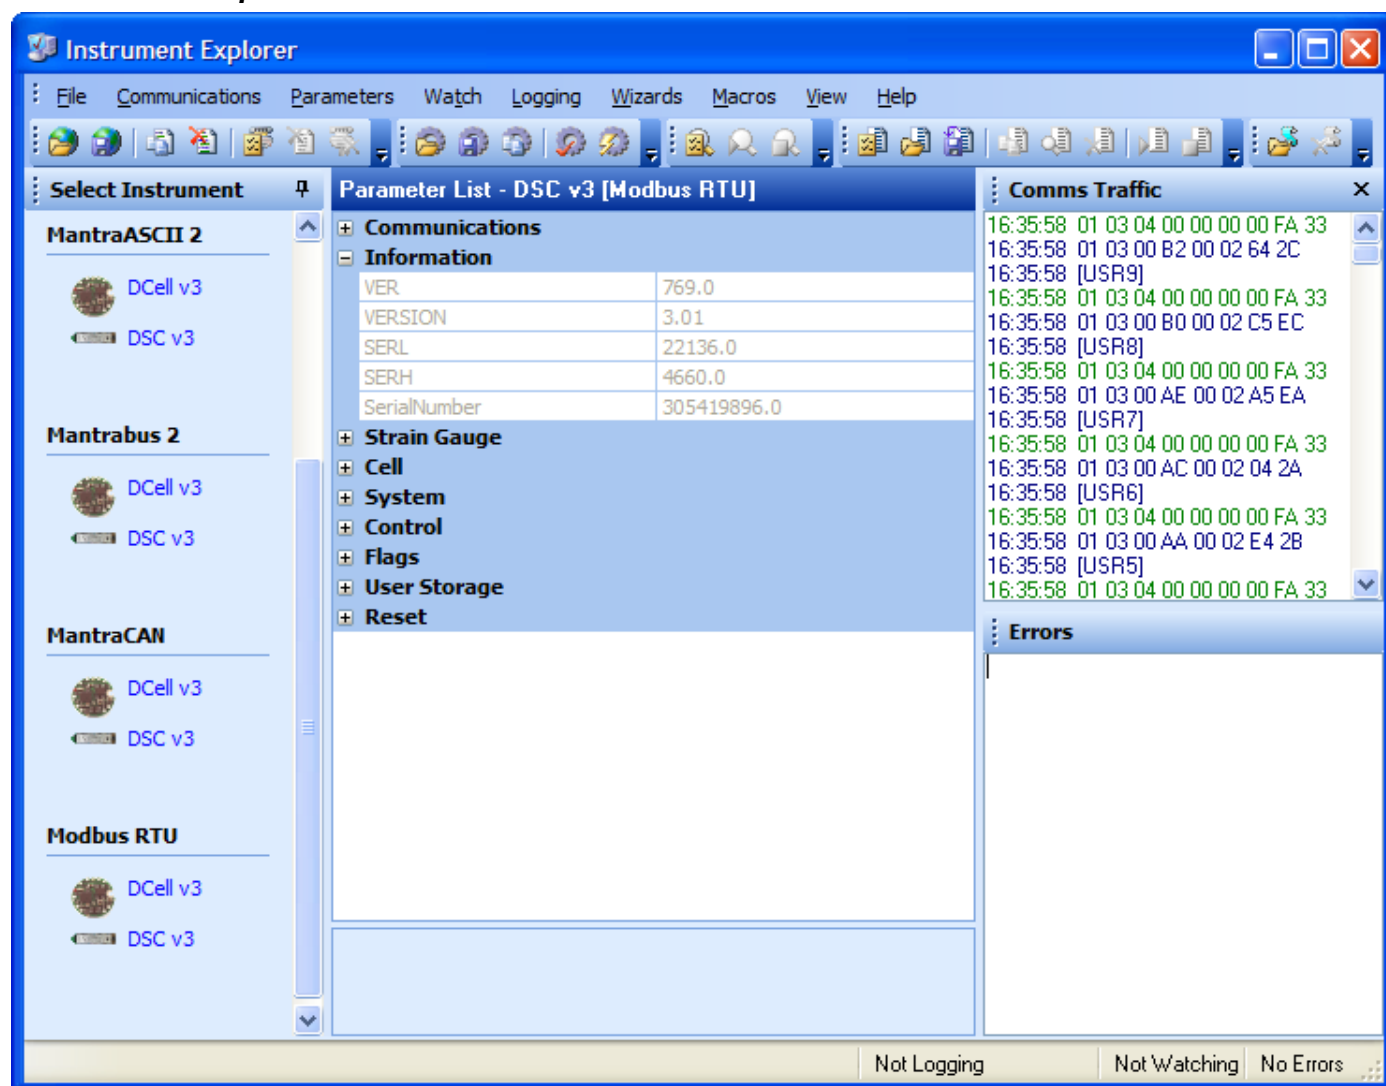 Instrument Explorer
File Communications Parameters Watch Logging Wizards Macros View Help
Select Instrument
MantraASCII 2
DCell v3
DSC v3
Mantrabus 2
DCell v3
DSC v3
MantraCAN
DCell v3
DSC v3
Modbus RTU
DCell v3
DSC v3
Parameter List - DSC v3 [Modbus RTU]
Communications
Information
VER 769.0
VERSION 3.01
SERL 22136.0
SERH 4660.0
SerialNumber 305419896.0
Strain Gauge
Cell
System
Control
Flags
User Storage
Reset
Comms Traffic
16:35:58 01 03 04 00 00 00 00 FA 33
16:35:58 01 03 00 B2 00 02 64 2C
16:35:58 [USR9]
16:35:58 01 03 04 00 00 00 00 FA 33
16:35:58 01 03 00 B0 00 02 C5 EC
16:35:58 [USR8]
16:35:58 01 03 04 00 00 00 00 FA 33
16:35:58 01 03 00 AE 00 02 A5 EA
16:35:58 [USR7]
16:35:58 01 03 04 00 00 00 00 FA 33
16:35:58 01 03 00 AC 00 02 04 2A
16:35:58 [USR6]
16:35:58 01 03 04 00 00 00 00 FA 33
16:35:58 01 03 00 AA 00 02 E4 2B
16:35:58 [USR5]
16:35:58 01 03 04 00 00 00 00 FA 33
Errors
Not Logging Not Watching No Errors